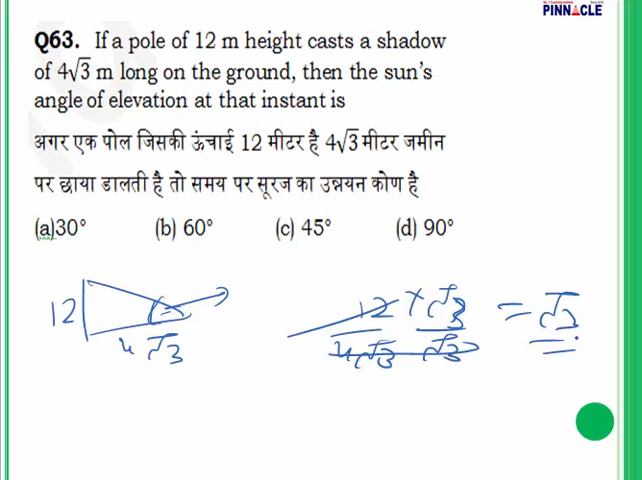 PINNACLE
Q63. If a pole of 12 m height casts a shadow
of 4√3 m long on the ground, then the sun's
angle of elevation at that instant is
अगर एक पोल जिसकी ऊंचाई 12 मीटर है 4√3 मीटर जमीन
पर छाया डालती है तो समय पर सूरज का उन्नयन कोण है
(a)30° (b) 60° (c) 45° (d) 90°
12 12 × √3 = √3
4√3 4√3 √3